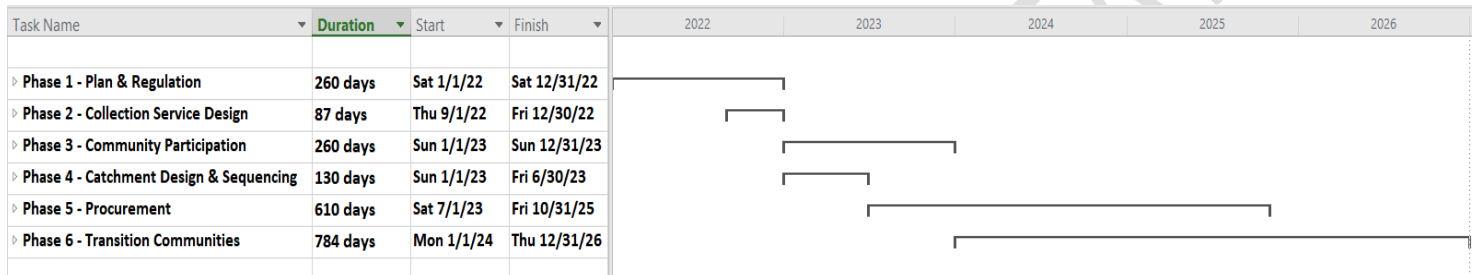 Task Name Duration Start Finish 2022 2023 2024 2025 2026
Phase 1 - Plan & Regulation 260 days Sat 1/1/22 Sat 12/31/22
Phase 2 - Collection Service Design 87 days Thu 9/1/22 Fri 12/30/22
Phase 3 - Community Participation 260 days Sun 1/1/23 Sun 12/31/23
Phase 4 - Catchment Design & Sequencing 130 days Sun 1/1/23 Fri 6/30/23
Phase 5 - Procurement 610 days Sat 7/1/23 Fri 10/31/25
Phase 6 - Transition Communities 784 days Mon 1/1/24 Thu 12/31/26